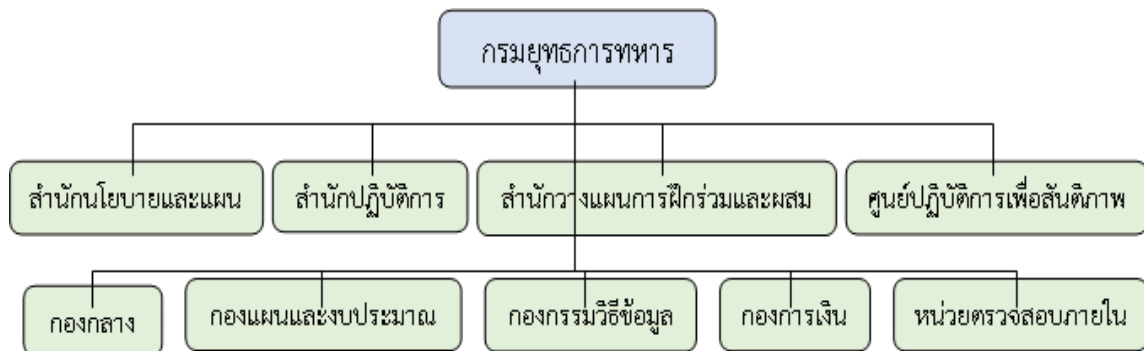 กรมยุทธการทหาร
สำนักนโยบายและแผน
สำนักปฏิบัติการ
สำนักวางแผนการฝึกร่วมและผสม
ศูนย์ปฏิบัติการเพื่อสันติภาพ
กองกลาง
กองแผนและงบประมาณ
กองกรรมวิธีข้อมูล
กองการเงิน
หน่วยตรวจสอบภายใน